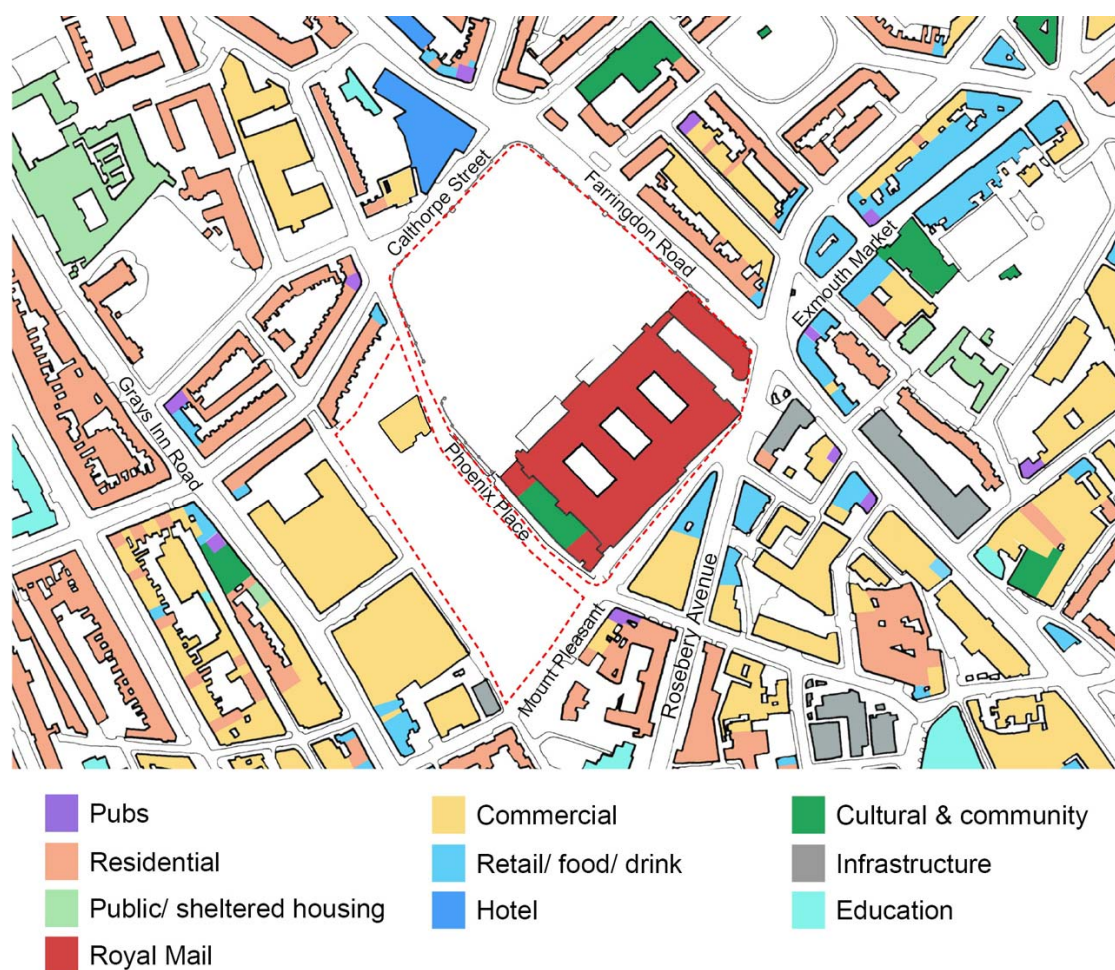 Calthorpe Street
Farringdon Road
Exmouth Market
Grays Inn Road
Phoenix Place
Mount Pleasant
Rosebery Avenue
Pubs
Residential
Public/ sheltered housing
Royal Mail
Commercial
Retail/ food/ drink
Hotel
Cultural & community
Infrastructure
Education